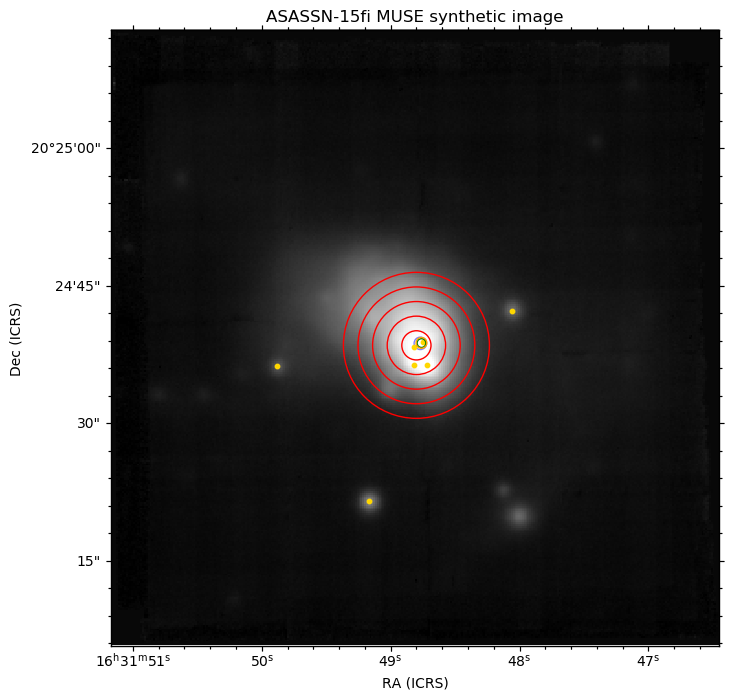 ASASSN-15fi MUSE synthetic image
20°25'00"
24'45"
30"
15"
Dec (ICRS)
16ʰ31ᵐ51ˢ 50ˢ 49ˢ 48ˢ 47ˢ
RA (ICRS)